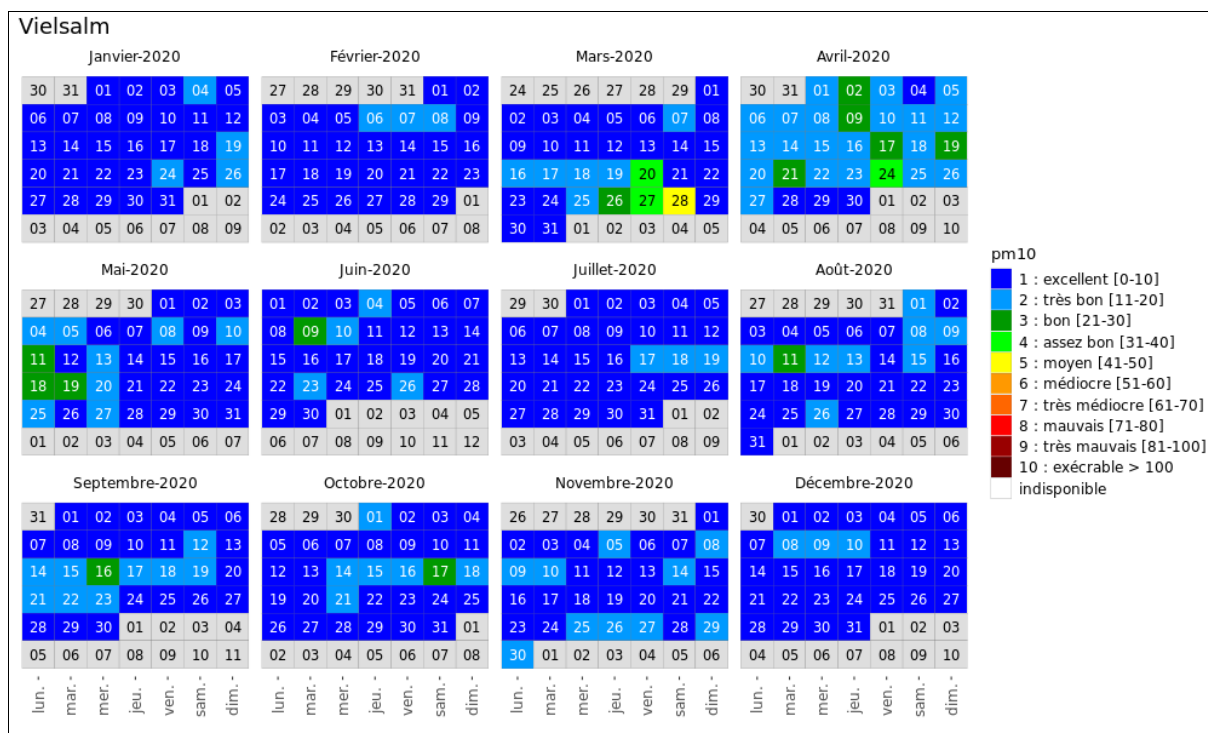 Vielsalm
Janvier-2020 Février-2020 Mars-2020 Avril-2020
30 31 01 02 03 04 05 27 28 29 30 31 01 02 24 25 26 27 28 29 01 30 31 01 02 03 04 05
06 07 08 09 10 11 12 03 04 05 06 07 08 09 02 03 04 05 06 07 08 06 07 08 09 10 11 12
13 14 15 16 17 18 19 10 11 12 13 14 15 16 09 10 11 12 13 14 15 13 14 15 16 17 18 19
20 21 22 23 24 25 26 17 18 19 20 21 22 23 16 17 18 19 20 21 22 20 21 22 23 24 25 26
27 28 29 30 31 01 02 24 25 26 27 28 29 01 23 24 25 26 27 28 29 27 28 29 30 01 02 03
03 04 05 06 07 08 09 02 03 04 05 06 07 08 30 31 01 02 03 04 05 04 05 06 07 08 09 10
Mai-2020 Juin-2020 Juillet-2020 Août-2020
27 28 29 30 01 02 03 01 02 03 04 05 06 07 29 30 01 02 03 04 05 27 28 29 30 31 01 02
04 05 06 07 08 09 10 08 09 10 11 12 13 14 06 07 08 09 10 11 12 03 04 05 06 07 08 09
11 12 13 14 15 16 17 15 16 17 18 19 20 21 13 14 15 16 17 18 19 10 11 12 13 14 15 16
18 19 20 21 22 23 24 22 23 24 25 26 27 28 20 21 22 23 24 25 26 17 18 19 20 21 22 23
25 26 27 28 29 30 31 29 30 01 02 03 04 05 27 28 29 30 31 01 02 24 25 26 27 28 29 30
01 02 03 04 05 06 07 06 07 08 09 10 11 12 03 04 05 06 07 08 09 31 01 02 03 04 05 06
Septembre-2020 Octobre-2020 Novembre-2020 Décembre-2020
31 01 02 03 04 05 06 28 29 30 01 02 03 04 26 27 28 29 30 31 01 30 01 02 03 04 05 06
07 08 09 10 11 12 13 05 06 07 08 09 10 11 02 03 04 05 06 07 08 07 08 09 10 11 12 13
14 15 16 17 18 19 20 12 13 14 15 16 17 18 09 10 11 12 13 14 15 14 15 16 17 18 19 20
21 22 23 24 25 26 27 19 20 21 22 23 24 25 16 17 18 19 20 21 22 21 22 23 24 25 26 27
28 29 30 01 02 03 04 26 27 28 29 30 31 01 23 24 25 26 27 28 29 28 29 30 31 01 02 03
05 06 07 08 09 10 11 02 03 04 05 06 07 08 30 01 02 03 04 05 06 04 05 06 07 08 09 10
lun. - mar. - mer. - jeu. - ven. - sam. - dim. - lun. - mar. - mer. - jeu. - ven. - sam. - dim. - lun. - mar. - mer. - jeu. - ven. - sam. - dim. - lun. - mar. - mer. - jeu. - ven. - sam. - dim. -
pm10
1 : excellent [0-10]
2 : très bon [11-20]
3 : bon [21-30]
4 : assez bon [31-40]
5 : moyen [41-50]
6 : médiocre [51-60]
7 : très médiocre [61-70]
8 : mauvais [71-80]
9 : très mauvais [81-100]
10 : exécrable > 100
indisponible